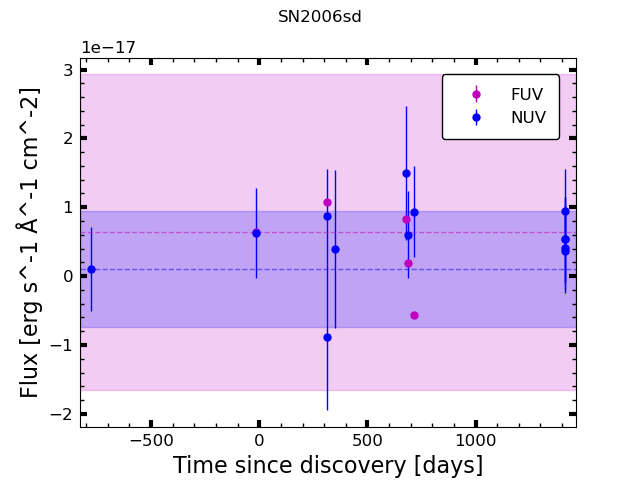 SN2006sd
1e−17
3
2
1
0
−1
−2
Flux [erg s^-1 Å^-1 cm^-2]
FUV
NUV
−500 0 500 1000
Time since discovery [days]